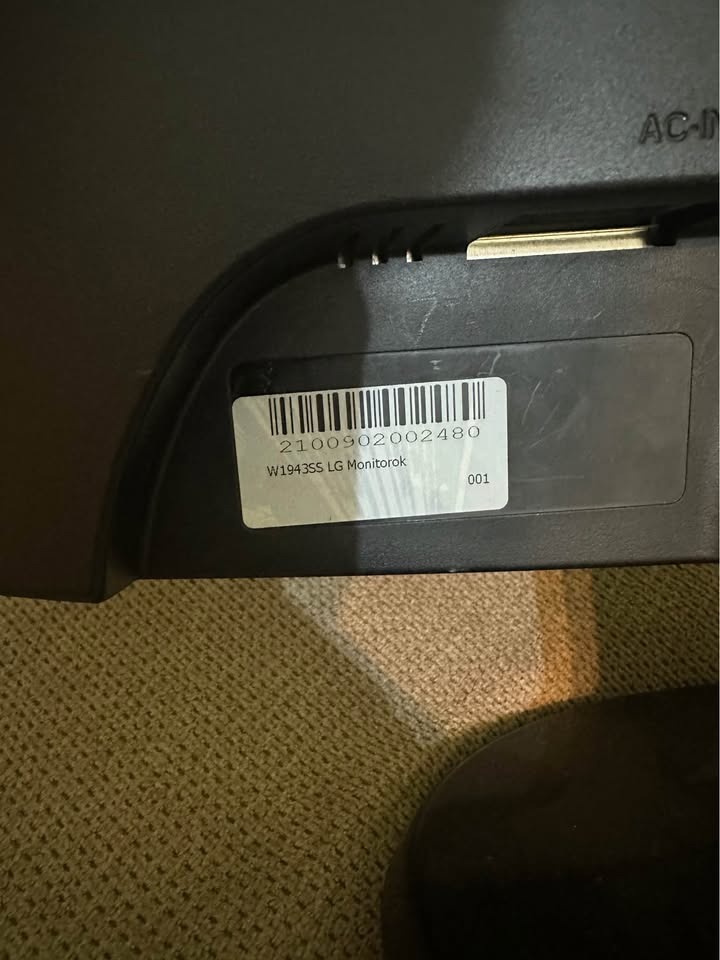 AC-IN
2100902002480
W1943SS LG Monitorok
001